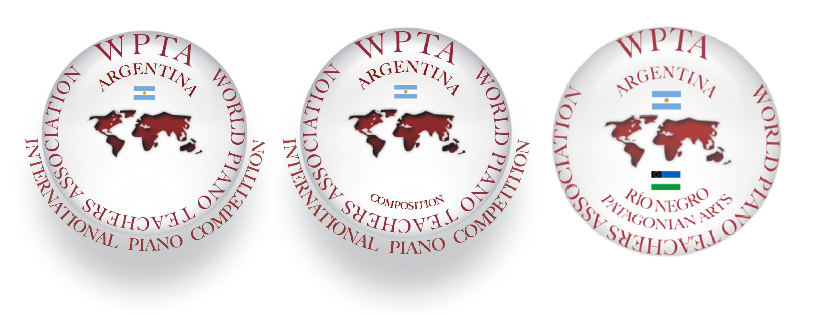 WPTA
ARGENTINA
WORLD PIANO TEACHERS ASSOCIATION
INTERNATIONAL PIANO COMPETITION
WPTA
ARGENTINA
COMPOSITION
WORLD PIANO TEACHERS ASSOCIATION
INTERNATIONAL PIANO COMPETITION
WPTA
ARGENTINA
RÍO NEGRO
PATAGONIAN ARTS
WORLD PIANO TEACHERS ASSOCIATION